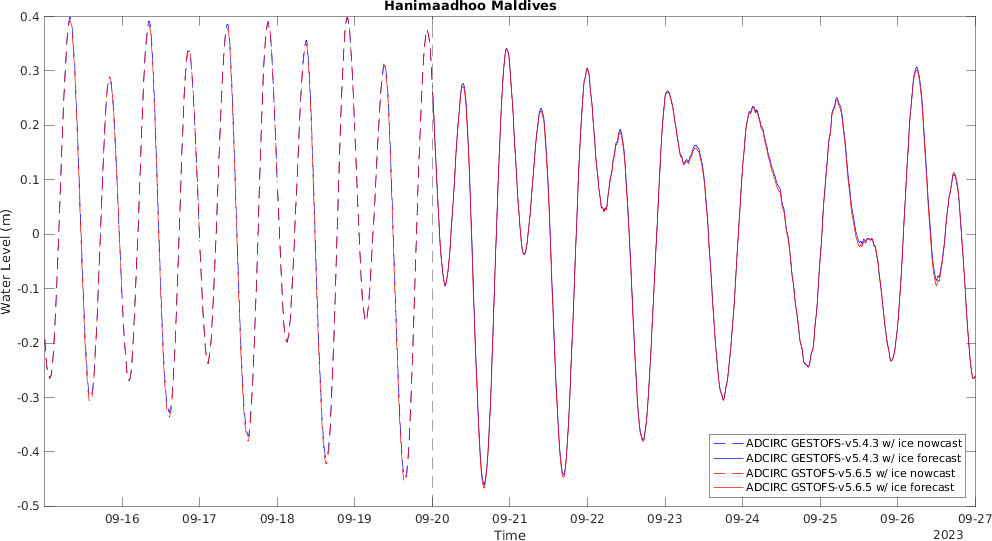 Hanimaadhoo Maldives
0.4
0.3
0.2
0.1
0
-0.1
-0.2
-0.3
-0.4
-0.5
Water Level (m)
ADCIRC GESTOFS-v5.4.3 w/ ice nowcast
ADCIRC GESTOFS-v5.4.3 w/ ice forecast
ADCIRC GSTOFS-v5.6.5 w/ ice nowcast
ADCIRC GSTOFS-v5.6.5 w/ ice forecast
09-16 09-17 09-18 09-19 09-20 09-21 09-22 09-23 09-24 09-25 09-26 09-27
Time
2023